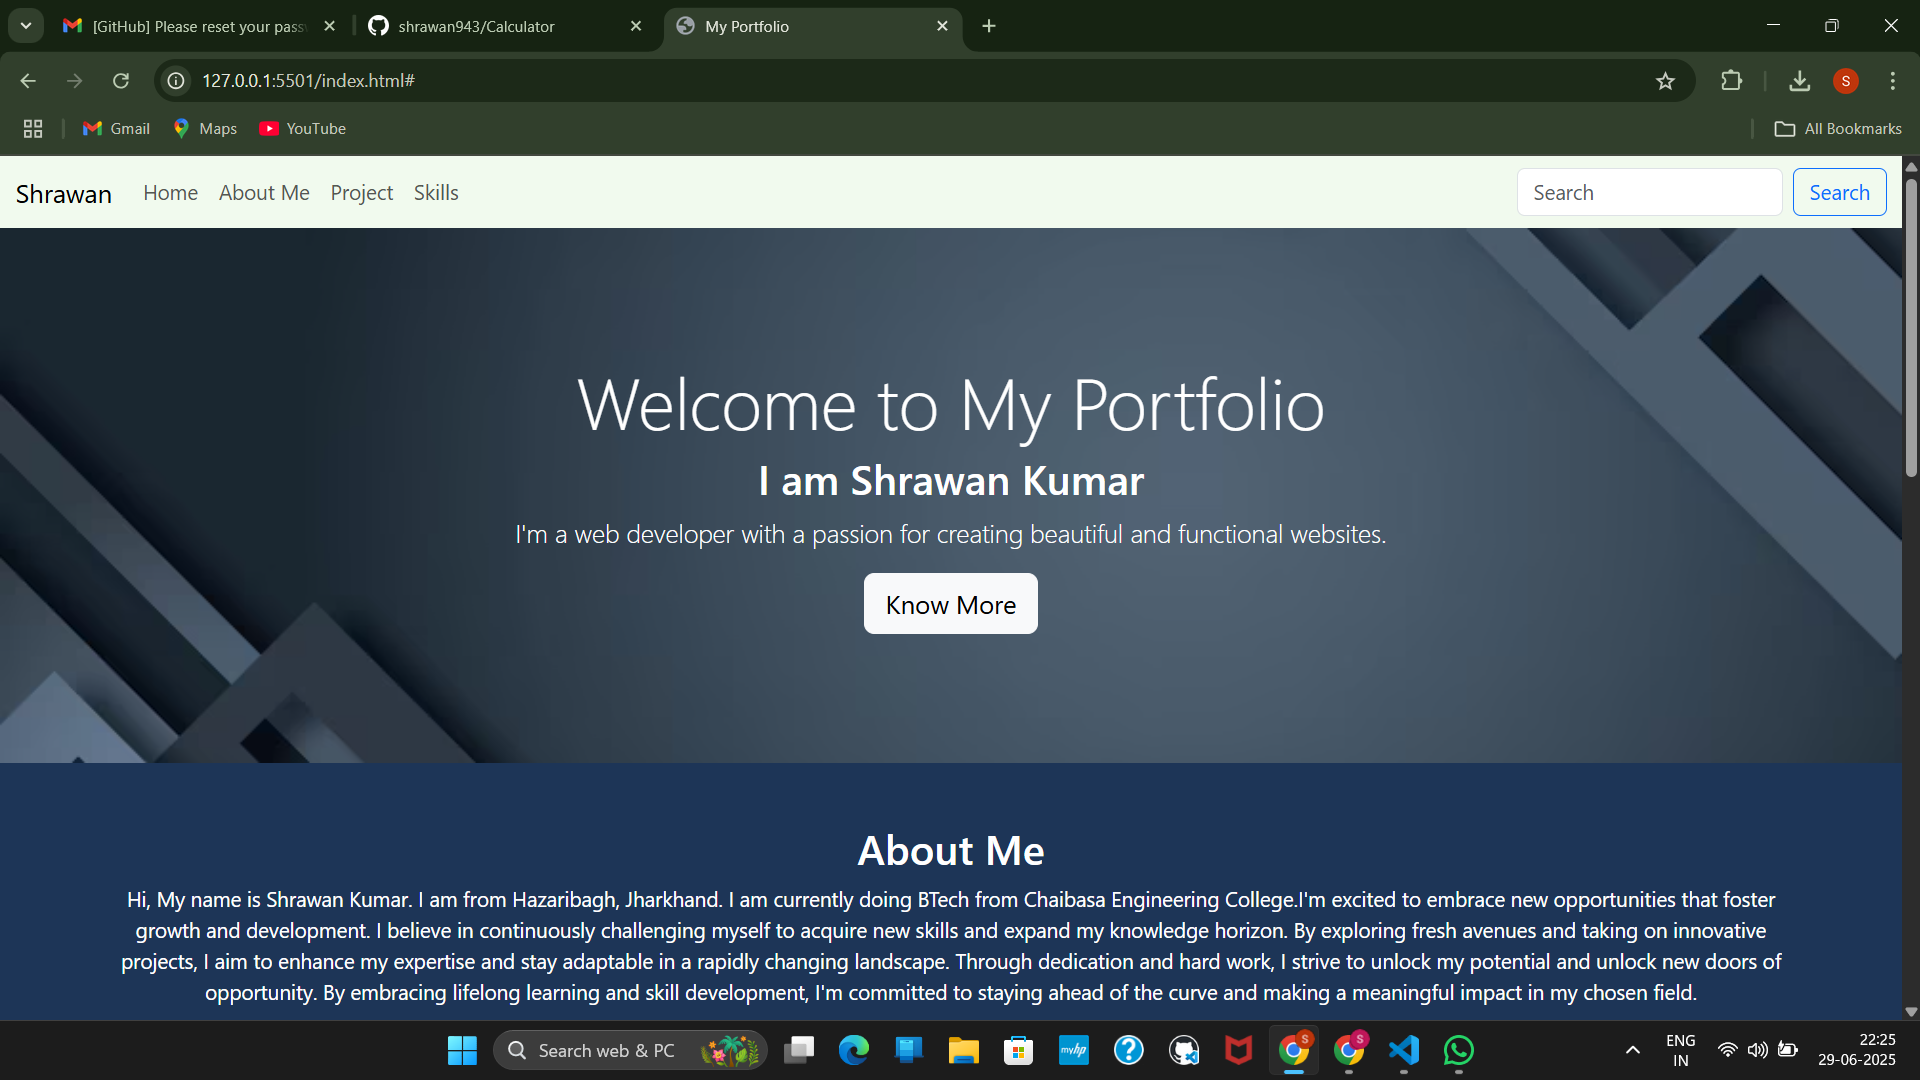 [GitHub] Please reset your pass
shrawan943/Calculator
My Portfolio
127.0.0.1:5501/index.html#
S
Gmail
Maps
YouTube
All Bookmarks
Shrawan
Home
About Me
Project
Skills
Search
Search
Welcome to My Portfolio
I am Shrawan Kumar
I'm a web developer with a passion for creating beautiful and functional websites.
Know More
About Me
Hi, My name is Shrawan Kumar. I am from Hazaribagh, Jharkhand. I am currently doing BTech from Chaibasa Engineering College.I'm excited to embrace new opportunities that foster
growth and development. I believe in continuously challenging myself to acquire new skills and expand my knowledge horizon. By exploring fresh avenues and taking on innovative
projects, I aim to enhance my expertise and stay adaptable in a rapidly changing landscape. Through dedication and hard work, I strive to unlock my potential and unlock new doors of
opportunity. By embracing lifelong learning and skill development, I'm committed to staying ahead of the curve and making a meaningful impact in my chosen field.
Search web & PC
myhp
S
S
ENG
IN
22:25
29-06-2025